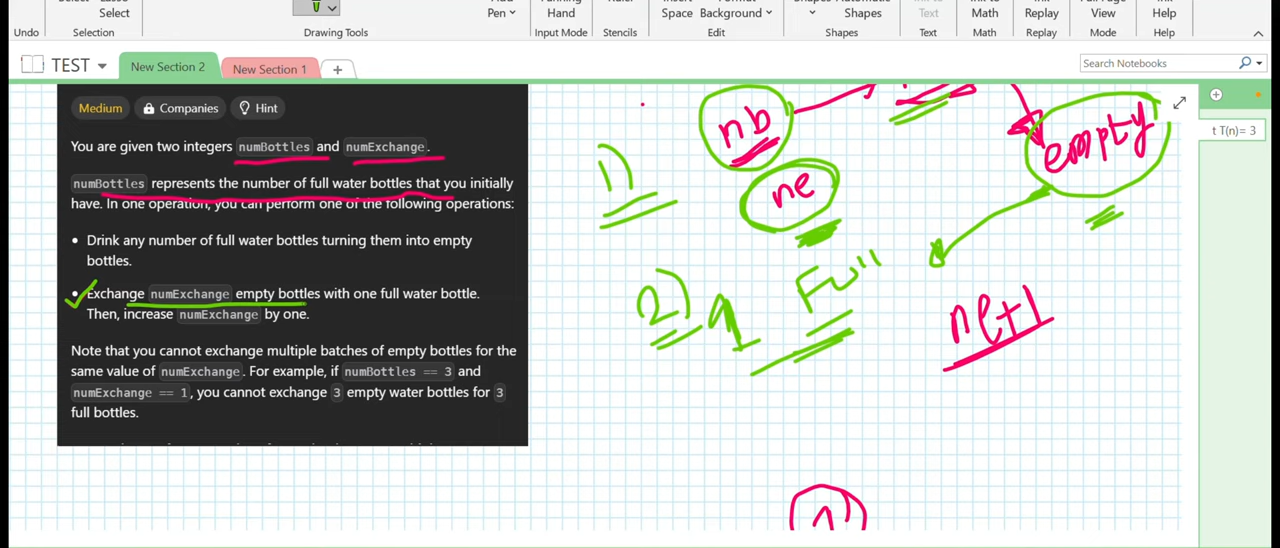 Select
Select
Pen
Hand
Space
Background
Shapes
Shapes
Text
Math
Replay
View
Help
Undo
Selection
Drawing Tools
Input Mode
Stencils
Edit
Shapes
Text
Math
Replay
Mode
Help
TEST
New Section 2
New Section 1
+
Search Notebooks
Medium
Companies
Hint
You are given two integers numBottles and numExchange.
numBottles represents the number of full water bottles that you initially
have. In one operation, you can perform one of the following operations:
• Drink any number of full water bottles turning them into empty
bottles.
• Exchange numExchange empty bottles with one full water bottle.
Then, increase numExchange by one.
Note that you cannot exchange multiple batches of empty bottles for the
same value of numExchange. For example, if numBottles == 3 and
numExchange == 1, you cannot exchange 3 empty water bottles for 3
full bottles.
1)
nb
empty
ne
2)
Full
ne+1
t T(n)= 3